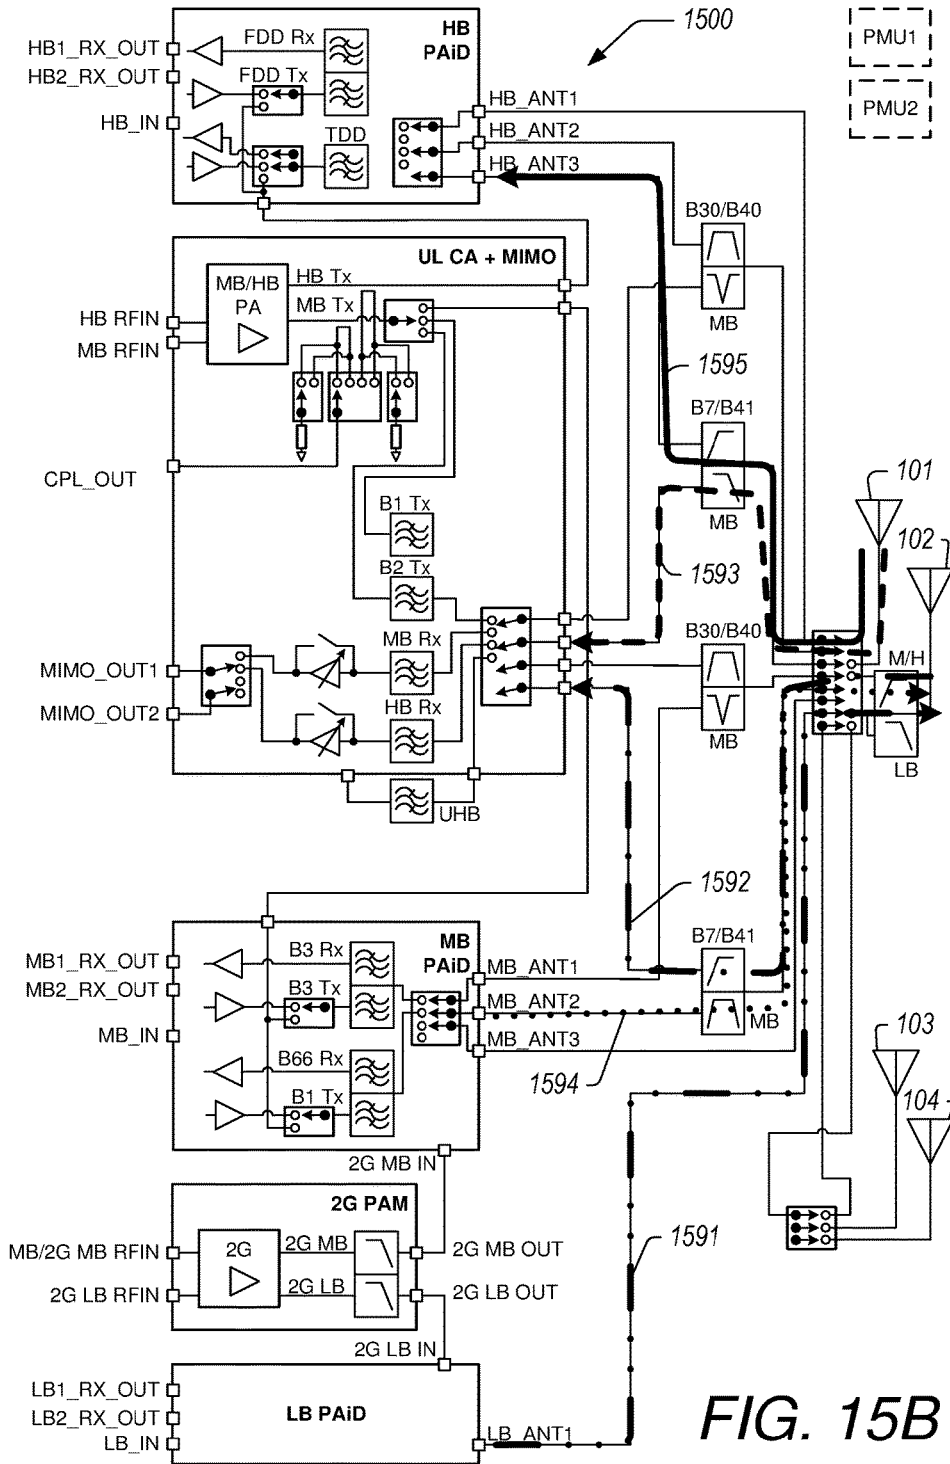 HB
PAiD
1500
PMU1
PMU2
HB1_RX_OUT
FDD Rx
HB2_RX_OUT
FDD Tx
HB_IN
TDD
HB_ANT1
HB_ANT2
HB_ANT3
B30/B40
MB
UL CA + MIMO
MB/HB
PA
HB Tx
MB Tx
HB RFIN
MB RFIN
1595
B7/B41
MB
CPL_OUT
101
102
B1 Tx
1593
B2 Tx
B30/B40
MB
MB Rx
M/H
MIMO_OUT1
MIMO_OUT2
HB Rx
LB
UHB
1592
B7/B41
MB
MB
PAiD
MB1_RX_OUT
B3 Rx
MB_ANT1
MB2_RX_OUT
B3 Tx
MB_ANT2
MB_IN
MB_ANT3
B66 Rx
1594
103
B1 Tx
104
2G MB IN
2G PAM
MB/2G MB RFIN
2G
2G MB
2G MB OUT
1591
2G LB RFIN
2G LB
2G LB OUT
2G LB IN
LB1_RX_OUT
LB2_RX_OUT
LB PAiD
LB_IN
LB_ANT1
FIG. 15B